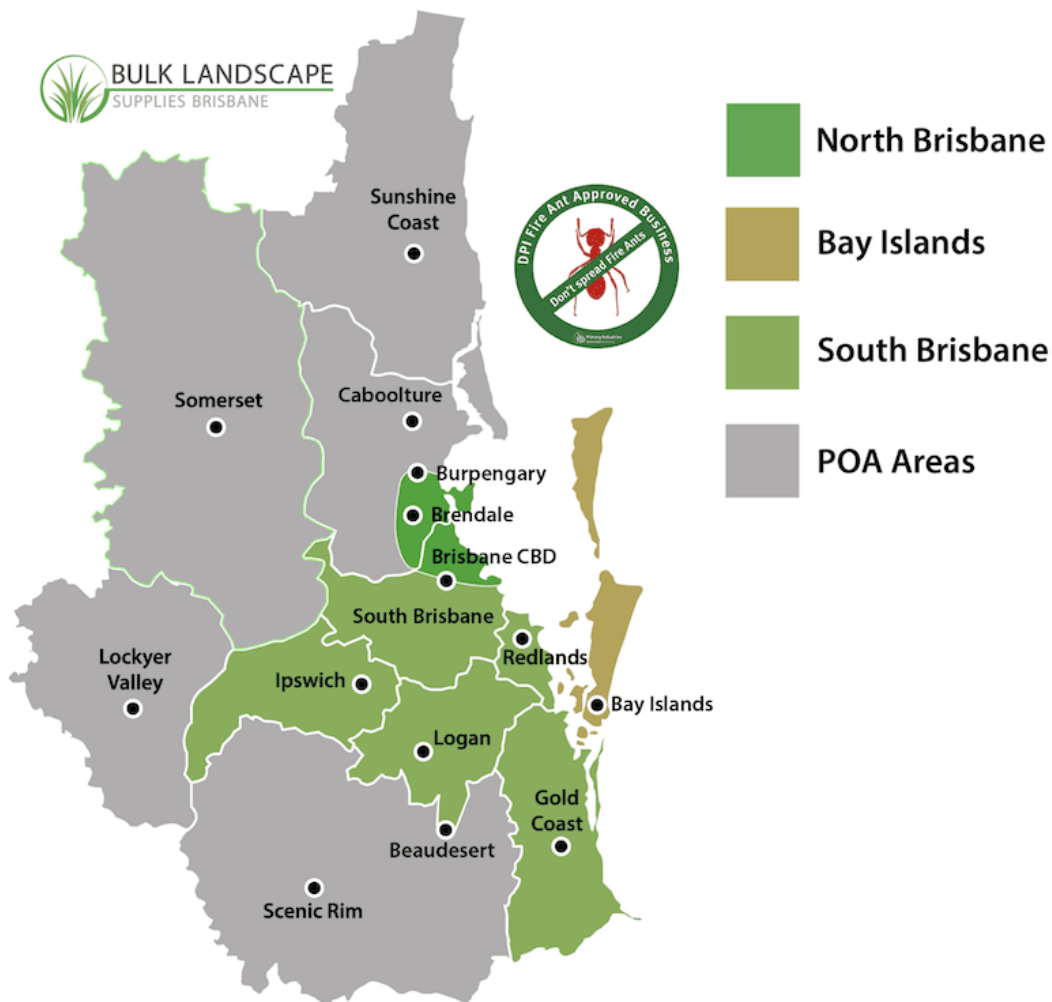 BULK LANDSCAPE
SUPPLIES BRISBANE
North Brisbane
Bay Islands
South Brisbane
POA Areas
DPI Fire Ant Approved Business
Don't spread Fire Ants
Primary Industries
Sunshine
Coast
Somerset
Caboolture
Burpengary
Brendale
Brisbane CBD
South Brisbane
Redlands
Lockyer
Valley
Ipswich
Bay Islands
Logan
Gold
Coast
Beaudesert
Scenic Rim